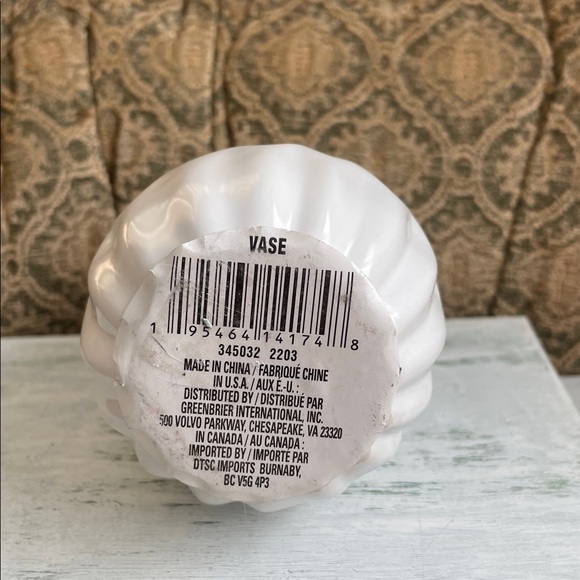 VASE
1 95464 14174 8
345032 2203
MADE IN CHINA / FABRIQUÉ CHINE
IN U.S.A. / AUX É.-U. :
DISTRIBUTED BY / DISTRIBUÉ PAR
GREENBRIER INTERNATIONAL, INC.
500 VOLVO PARKWAY, CHESAPEAKE, VA 23320
IN CANADA / AU CANADA :
IMPORTED BY / IMPORTÉ PAR
DTSC IMPORTS BURNABY,
BC V5G 4P3